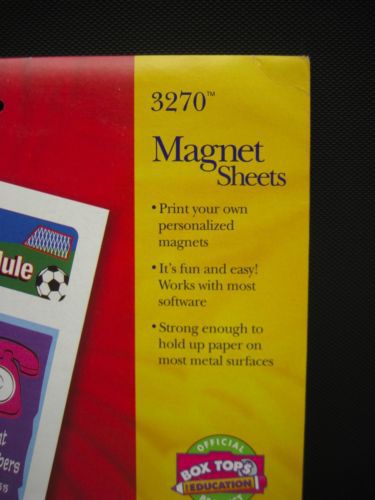 3270™
Magnet
Sheets
• Print your own
personalized
magnets
• It's fun and easy!
Works with most
software
• Strong enough to
hold up paper on
most metal surfaces
OFFICIAL
BOX TOPS
EDUCATION